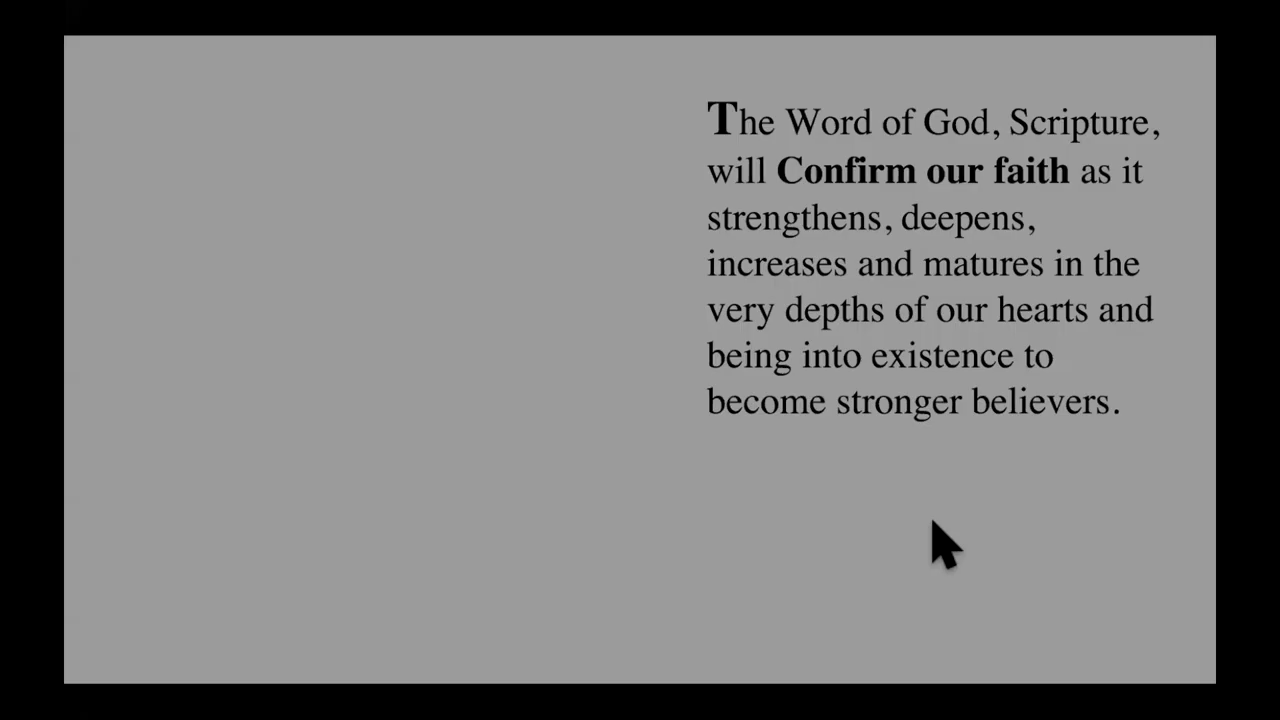 The Word of God, Scripture,
will Confirm our faith as it
strengthens, deepens,
increases and matures in the
very depths of our hearts and
being into existence to
become stronger believers.